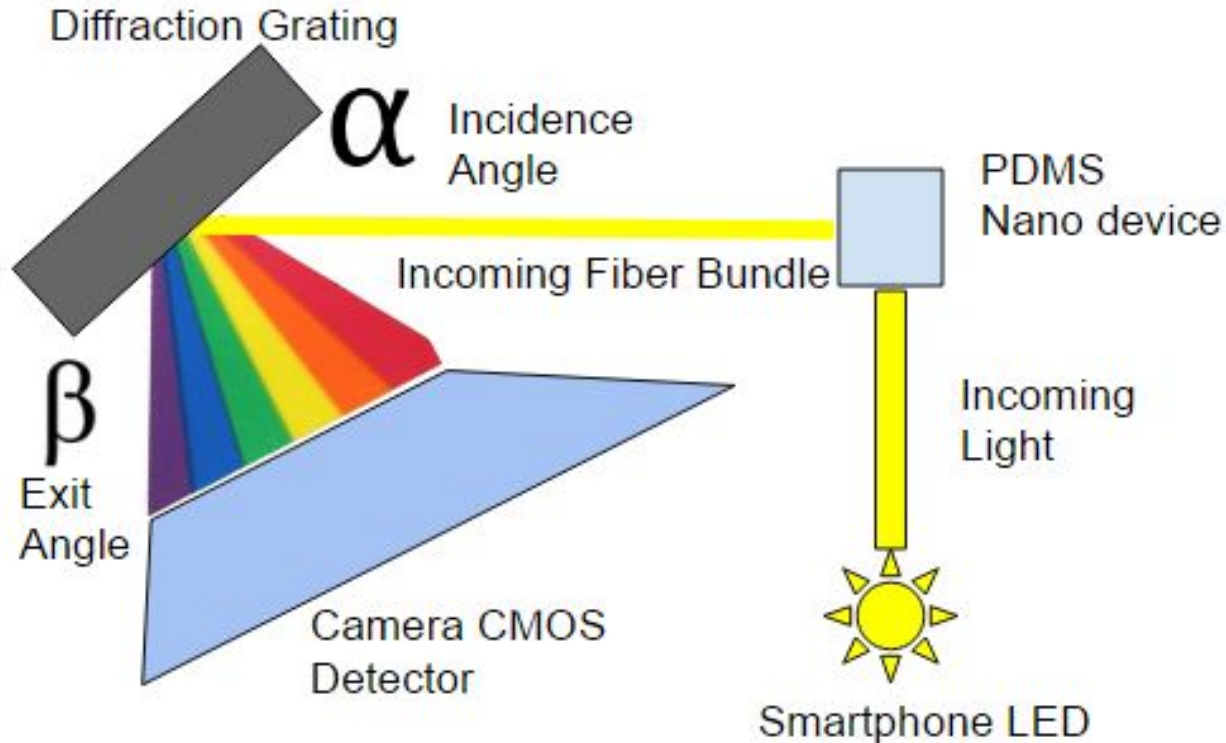 Diffraction Grating
α
Incidence
Angle
PDMS
Nano device
Incoming Fiber Bundle
β
Exit
Angle
Incoming
Light
Camera CMOS
Detector
Smartphone LED